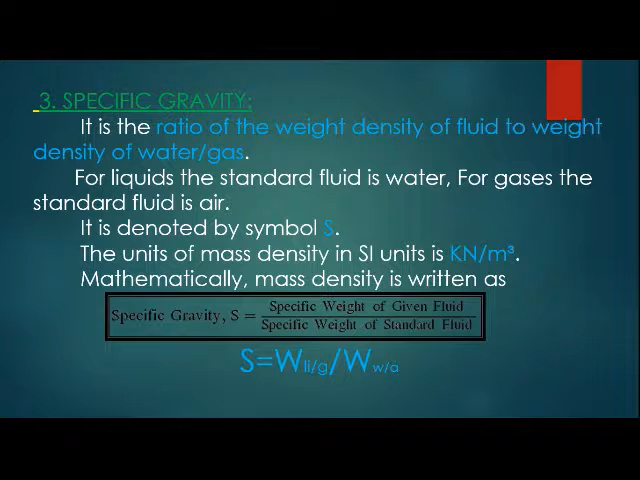 3. SPECIFIC GRAVITY:
It is the ratio of the weight density of fluid to weight
density of water/gas.
For liquids the standard fluid is water, For gases the
standard fluid is air.
It is denoted by symbol S.
The units of mass density in SI units is KN/m³.
Mathematically, mass density is written as
Specific Gravity, S = Specific Weight of Given Fluid
Specific Weight of Standard Fluid
S=Wli/g/Ww/a